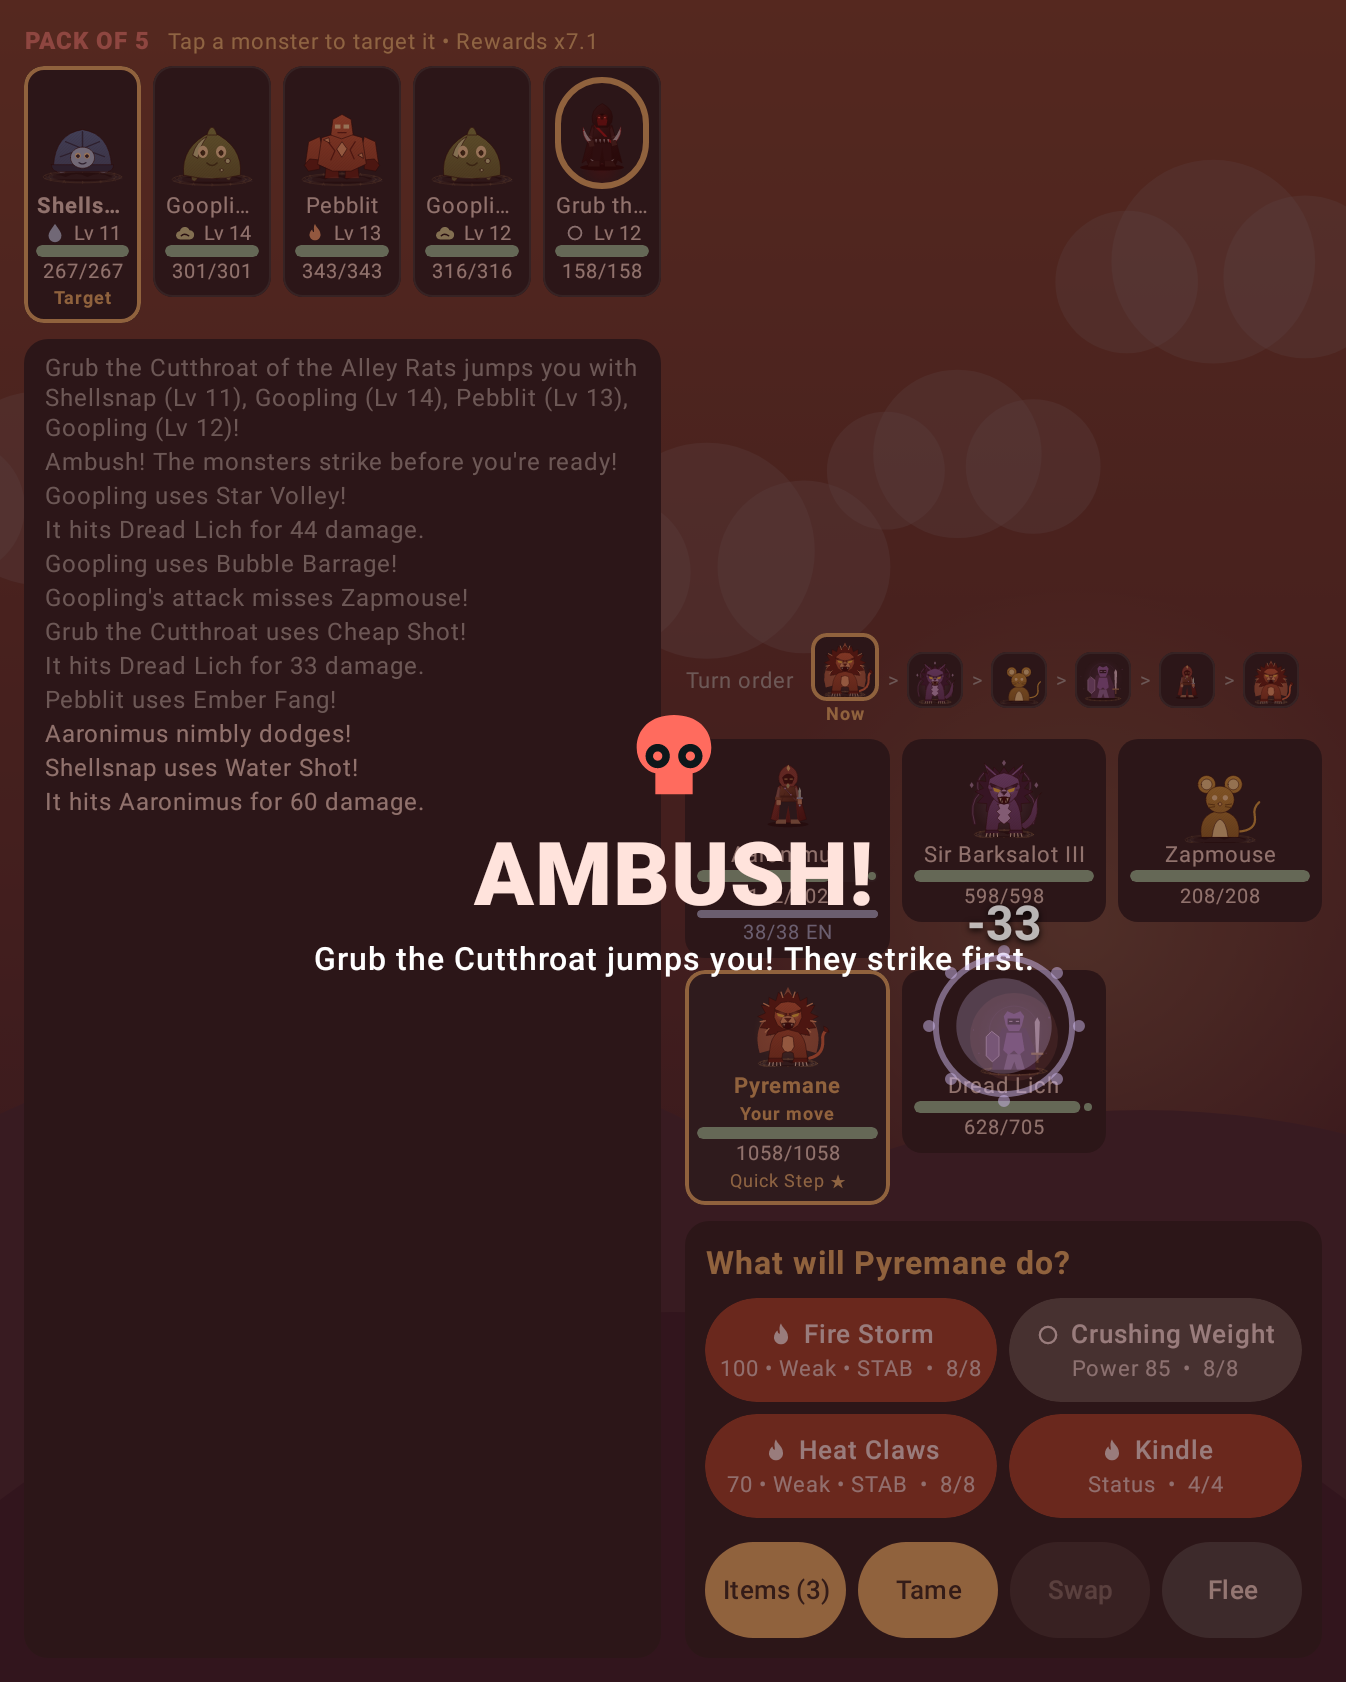 PACK OF 5 Tap a monster to target it • Rewards x7.1
Shells...
Lv 11
267/267
Target
Goopli...
Lv 14
301/301
Pebblit
Lv 13
343/343
Goopli...
Lv 12
316/316
Grub th...
Lv 12
158/158
Grub the Cutthroat of the Alley Rats jumps you with
Shellsnap (Lv 11), Goopling (Lv 14), Pebblit (Lv 13),
Goopling (Lv 12)!
Ambush! The monsters strike before you're ready!
Goopling uses Star Volley!
It hits Dread Lich for 44 damage.
Goopling uses Bubble Barrage!
Goopling's attack misses Zapmouse!
Grub the Cutthroat uses Cheap Shot!
It hits Dread Lich for 33 damage.
Pebblit uses Ember Fang!
Aaronimus nimbly dodges!
Shellsnap uses Water Shot!
It hits Aaronimus for 60 damage.
AMBUSH!
Grub the Cutthroat jumps you! They strike first.
Turn order > > > > >
Now
38/38 EN
Sir Barksalot III
598/598
-33
Zapmouse
208/208
Pyremane
Your move
1058/1058
Quick Step ★
Dread Lich
628/705
What will Pyremane do?
Fire Storm
100 • Weak • STAB • 8/8
Crushing Weight
Power 85 • 8/8
Heat Claws
70 • Weak • STAB • 8/8
Kindle
Status • 4/4
Items (3)
Tame
Swap
Flee